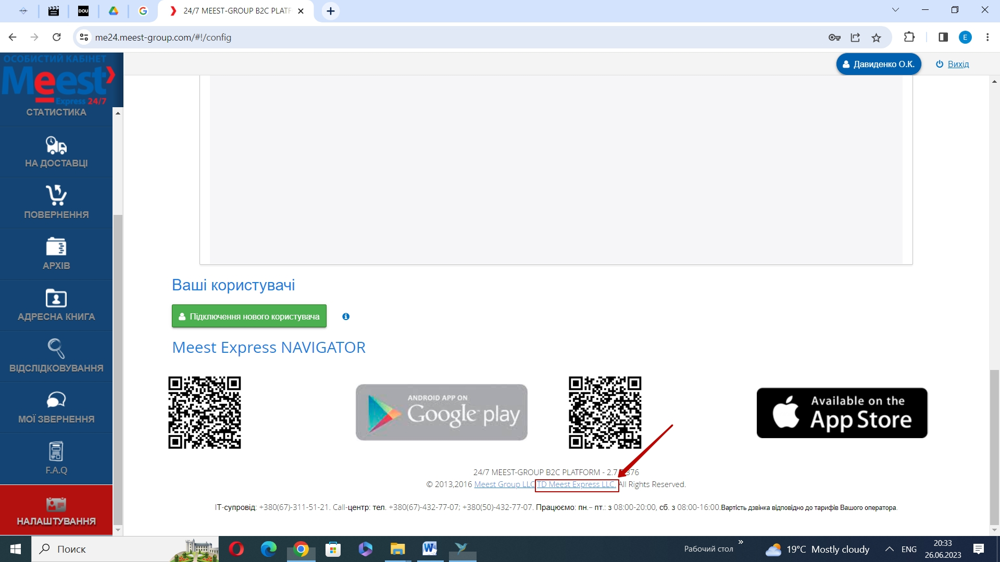 DOU
24/7 MEEST-GROUP B2C PLATF
me24.meest-group.com/#!/config
E
ОСОБИСТИЙ КАБІНЕТ
Meest
Express 24/7
Давиденко О.К.
Вихід
СТАТИСТИКА
НА ДОСТАВЦІ
ПОВЕРНЕННЯ
АРХІВ
АДРЕСНА КНИГА
ВІДСЛІДКОВУВАННЯ
МОЇ ЗВЕРНЕННЯ
F.A.Q
НАЛАШТУВАННЯ
Ваші користувачі
Підключення нового користувача
Meest Express NAVIGATOR
ANDROID APP ON
Google play
Available on the
App Store
24/7 MEEST-GROUP B2C PLATFORM - 2.7 376
© 2013,2016 Meest Group LLC TD Meest Express LLC. All Rights Reserved.
IT-супровід: +380(67)-311-51-21. Call-центр: тел. +380(67)-432-77-07; +380(50)-432-77-07. Працюємо: пн.– пт.: з 08:00-20:00, сб. з 08:00-16:00.Вартість дзвінка відповідно до тарифів Вашого оператора.
Поиск
Рабочий стол
19°C Mostly cloudy
ENG
20:33
26.06.2023